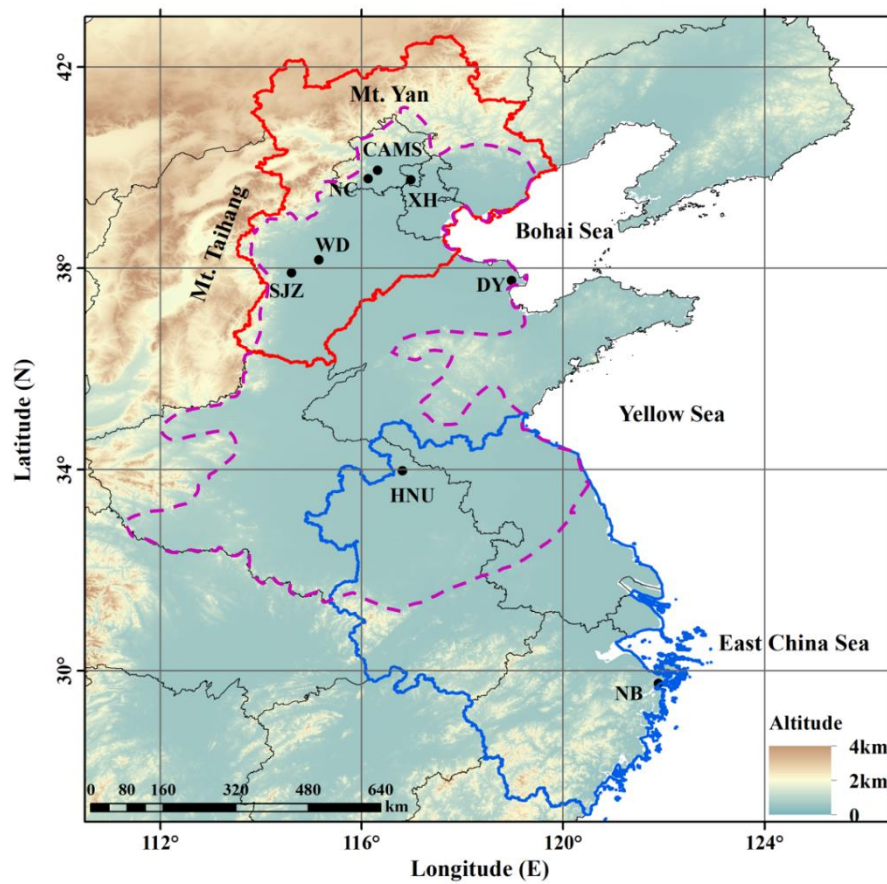 42°
Mt. Yan
CAMS
NC
XH
Mt. Taihang
Bohai Sea
WD
38°
SJZ
DY
Latitude (N)
Yellow Sea
34°
HNU
East China Sea
30°
NB
Altitude
4km
2km
0
0 80 160 320 480 640
km
112° 116° 120° 124°
Longitude (E)